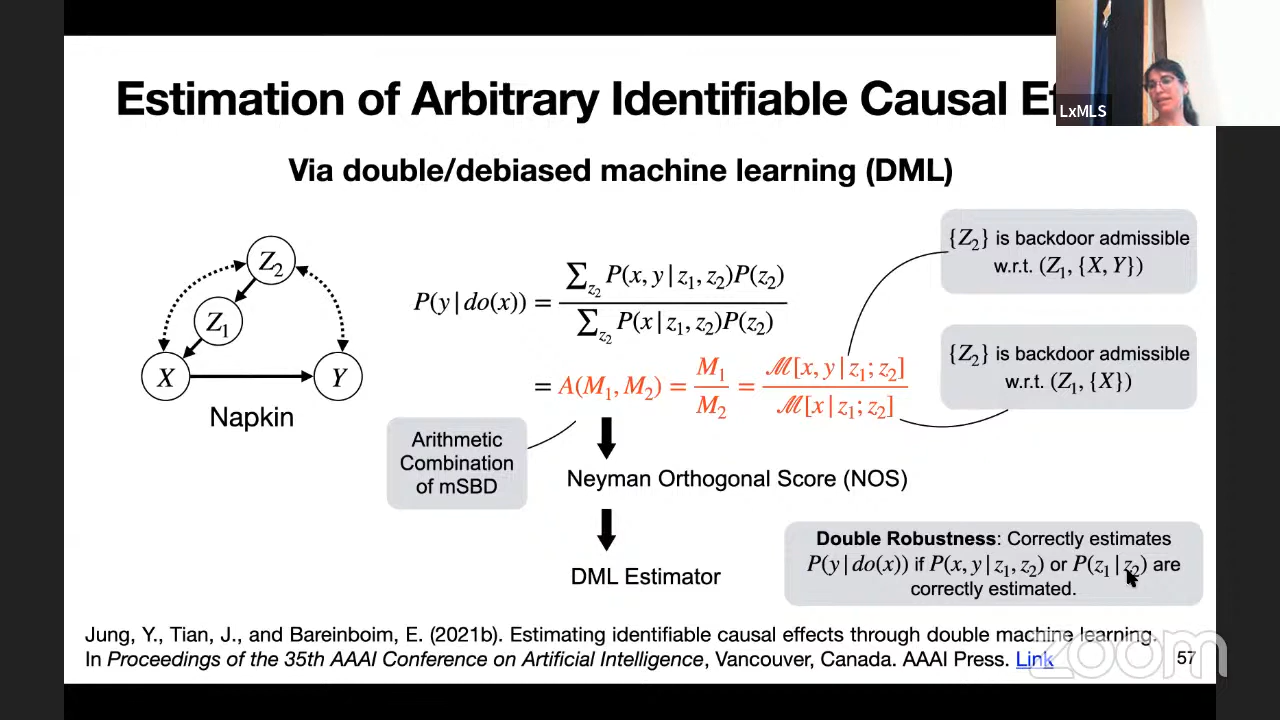 Estimation of Arbitrary Identifiable Causal
LxMLS
Via double/debiased machine learning (DML)
Z₂
Z₁
X
Y
Napkin
P(y|do(x)) = ∑_{z₂} P(x, y|z₁, z₂)P(z₂) / ∑_{z₂} P(x|z₁, z₂)P(z₂)
= A(M₁, M₂) = M₁ / M₂ = ℳ[x, y|z₁; z₂] / ℳ[x|z₁; z₂]
{Z₂} is backdoor admissible
w.r.t. (Z₁, {X, Y})
{Z₂} is backdoor admissible
w.r.t. (Z₁, {X})
Arithmetic
Combination
of mSBD
Neyman Orthogonal Score (NOS)
DML Estimator
Double Robustness: Correctly estimates
P(y|do(x)) if P(x, y|z₁, z₂) or P(z₁|z₂) are
correctly estimated.
Jung, Y., Tian, J., and Bareinboim, E. (2021b). Estimating identifiable causal effects through double machine learning.
In Proceedings of the 35th AAAI Conference on Artificial Intelligence, Vancouver, Canada. AAAI Press. Link
zoom
57